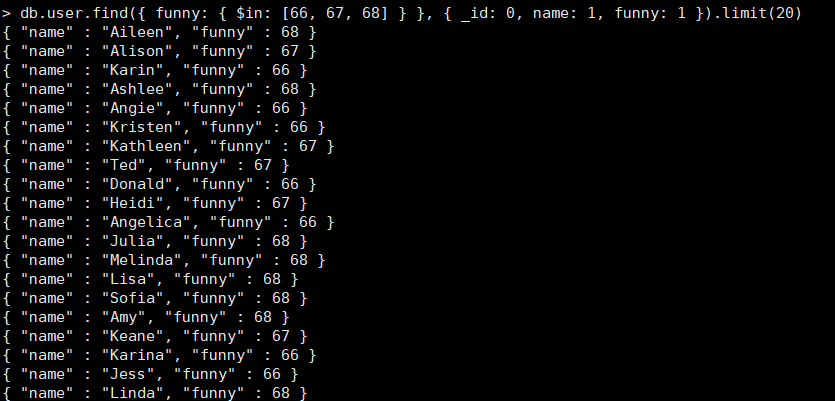 > db.user.find({ funny: { $in: [66, 67, 68] } }, { _id: 0, name: 1, funny: 1 }).limit(20)
{ "name" : "Aileen", "funny" : 68 }
{ "name" : "Alison", "funny" : 67 }
{ "name" : "Karin", "funny" : 66 }
{ "name" : "Ashlee", "funny" : 68 }
{ "name" : "Angie", "funny" : 66 }
{ "name" : "Kristen", "funny" : 66 }
{ "name" : "Kathleen", "funny" : 67 }
{ "name" : "Ted", "funny" : 67 }
{ "name" : "Donald", "funny" : 66 }
{ "name" : "Heidi", "funny" : 67 }
{ "name" : "Angelica", "funny" : 66 }
{ "name" : "Julia", "funny" : 68 }
{ "name" : "Melinda", "funny" : 68 }
{ "name" : "Lisa", "funny" : 68 }
{ "name" : "Sofia", "funny" : 68 }
{ "name" : "Amy", "funny" : 68 }
{ "name" : "Keane", "funny" : 67 }
{ "name" : "Karina", "funny" : 66 }
{ "name" : "Jess", "funny" : 66 }
{ "name" : "Linda", "funny" : 68 }